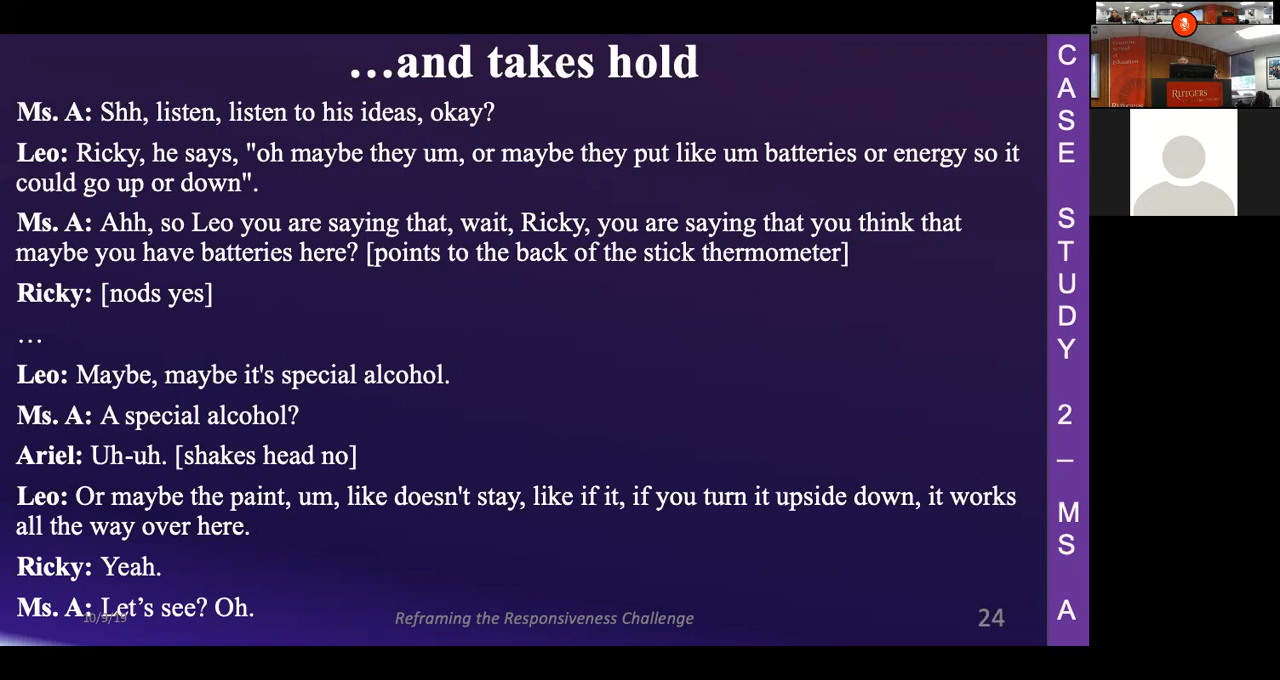 …and takes hold
Ms. A: Shh, listen, listen to his ideas, okay?
Leo: Ricky, he says, "oh maybe they um, or maybe they put like um batteries or energy so it
could go up or down".
Ms. A: Ahh, so Leo you are saying that, wait, Ricky, you are saying that you think that
maybe you have batteries here? [points to the back of the stick thermometer]
Ricky: [nods yes]
…
Leo: Maybe, maybe it's special alcohol.
Ms. A: A special alcohol?
Ariel: Uh-uh. [shakes head no]
Leo: Or maybe the paint, um, like doesn't stay, like if it, if you turn it upside down, it works
all the way over here.
Ricky: Yeah.
Ms. A: Let’s see? Oh.
10/9/19
Reframing the Responsiveness Challenge
24
CASE STUDY 2 – MS A
RUTGERS
of Education